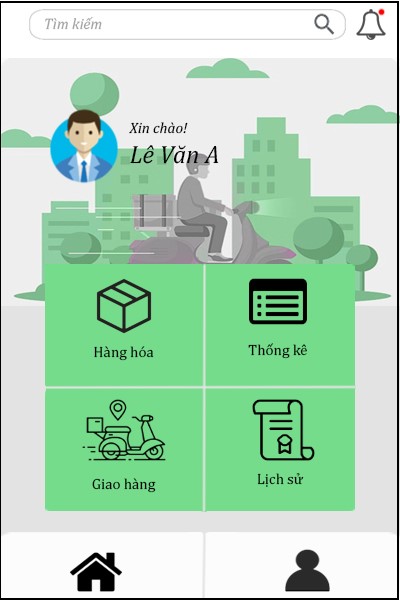 Tìm kiếm
Xin chào!
Lê Văn A
Hàng hóa
Thống kê
Giao hàng
Lịch sử